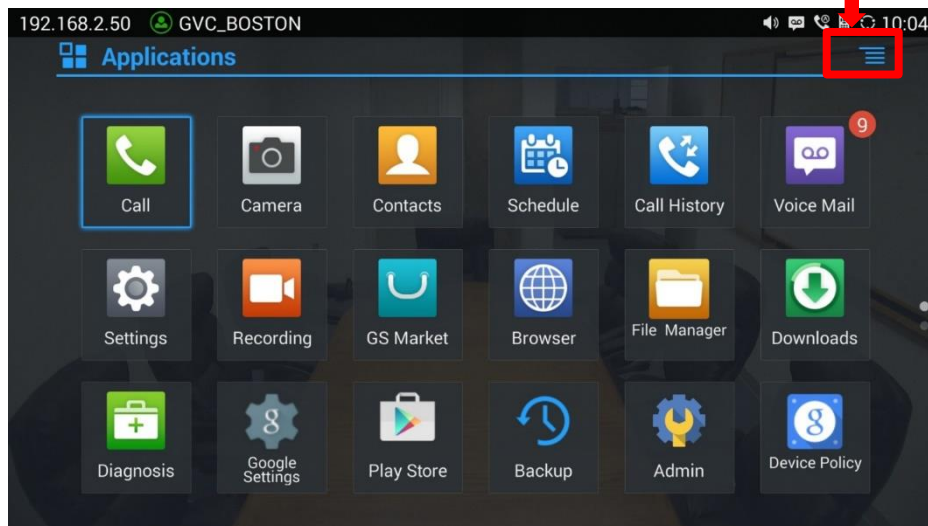 192.168.2.50 GVC_BOSTON 10:04
Applications
9
Call Camera Contacts Schedule Call History Voice Mail
Settings Recording GS Market Browser File Manager Downloads
Diagnosis Google Settings Play Store Backup Admin Device Policy